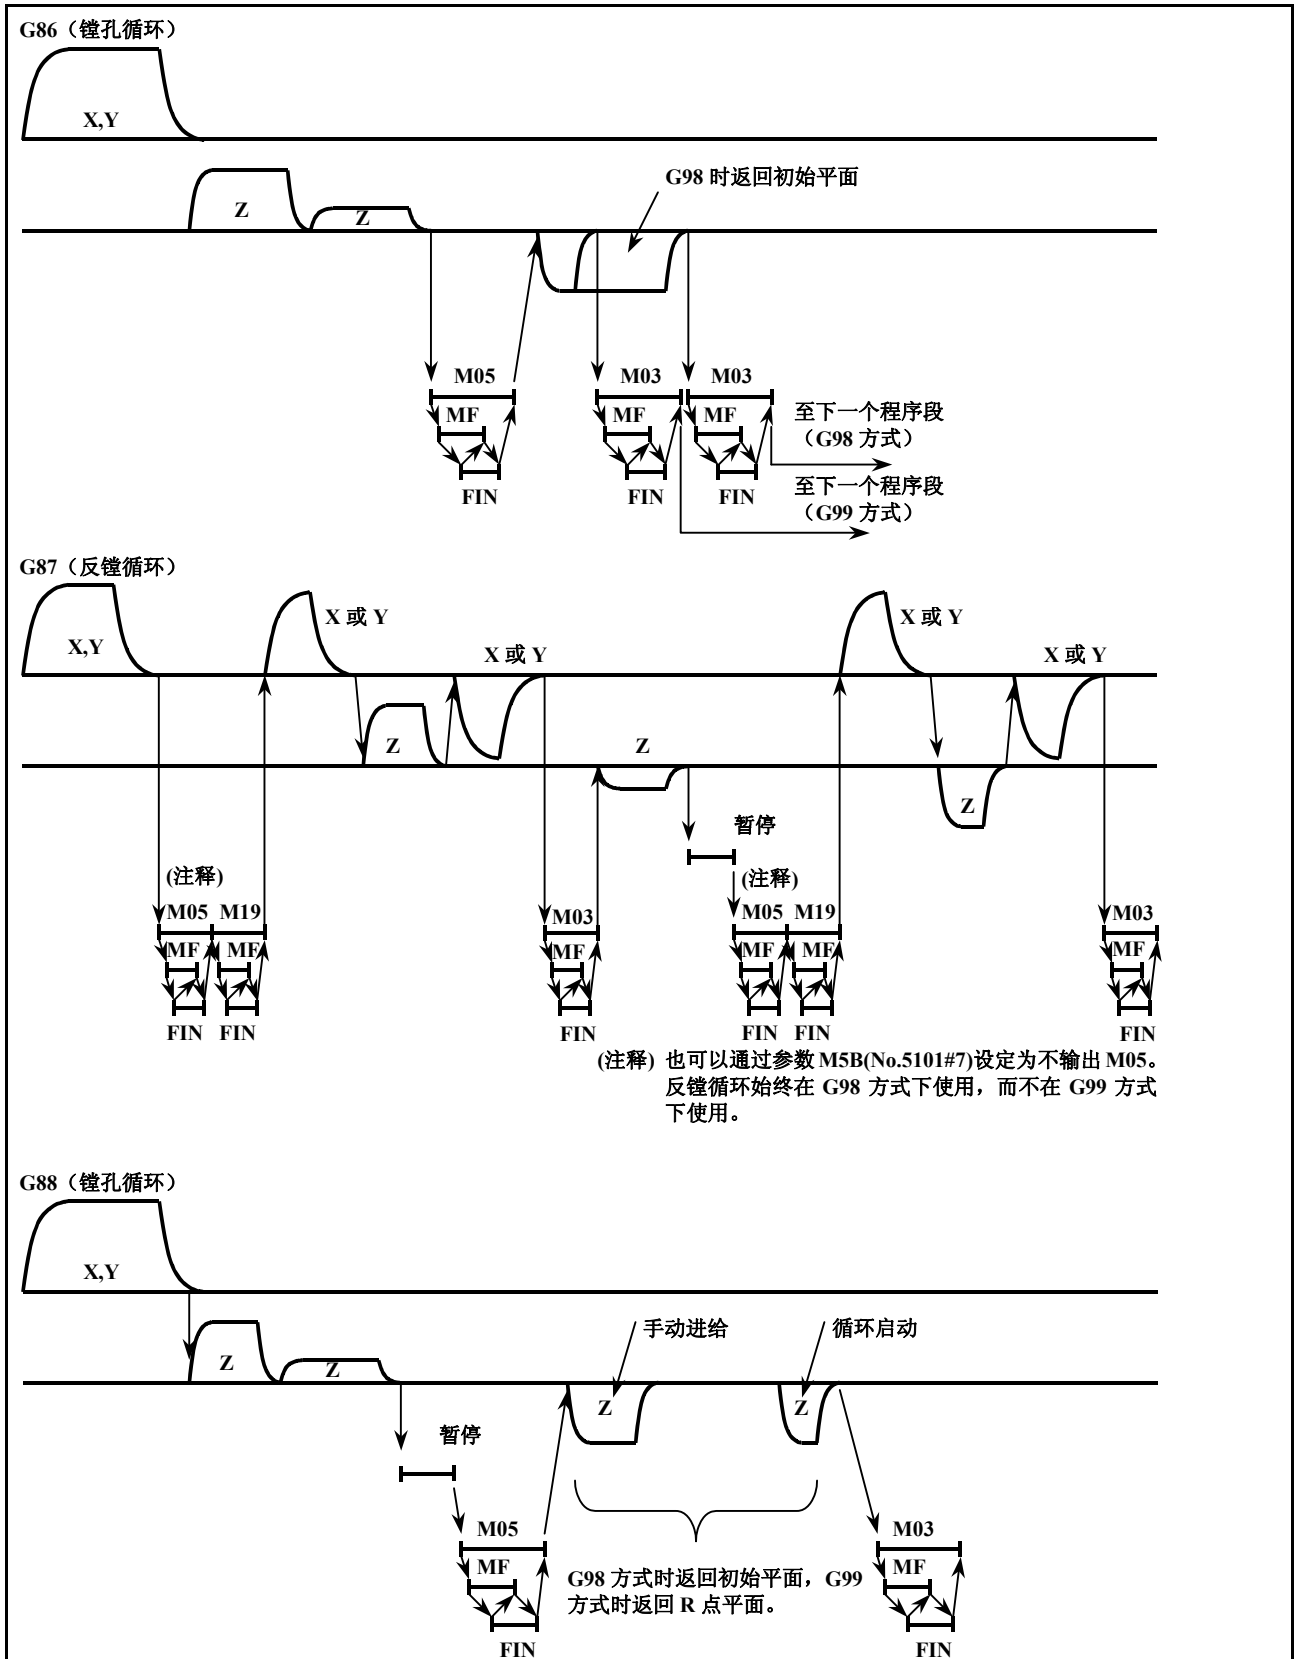 G86（镗孔循环）
X,Y
G98 时返回初始平面
Z
Z
M05
M03
M03
MF
MF
MF
至下一个程序段
（G98 方式）
FIN
FIN
FIN
至下一个程序段
（G99 方式）
G87（反镗循环）
X,Y
X 或 Y
X 或 Y
X 或 Y
X 或 Y
Z
Z
Z
暂停
(注释)
(注释)
M05
M19
M03
M05
M19
M03
MF
MF
MF
MF
MF
MF
FIN
FIN
FIN
FIN
FIN
FIN
(注释) 也可以通过参数 M5B(No.5101#7)设定为不输出 M05。
反镗循环始终在 G98 方式下使用，而不在 G99 方式
下使用。
G88（镗孔循环）
X,Y
手动进给
循环启动
Z
Z
Z
Z
暂停
M05
M03
MF
MF
G98 方式时返回初始平面，G99
方式时返回 R 点平面。
FIN
FIN